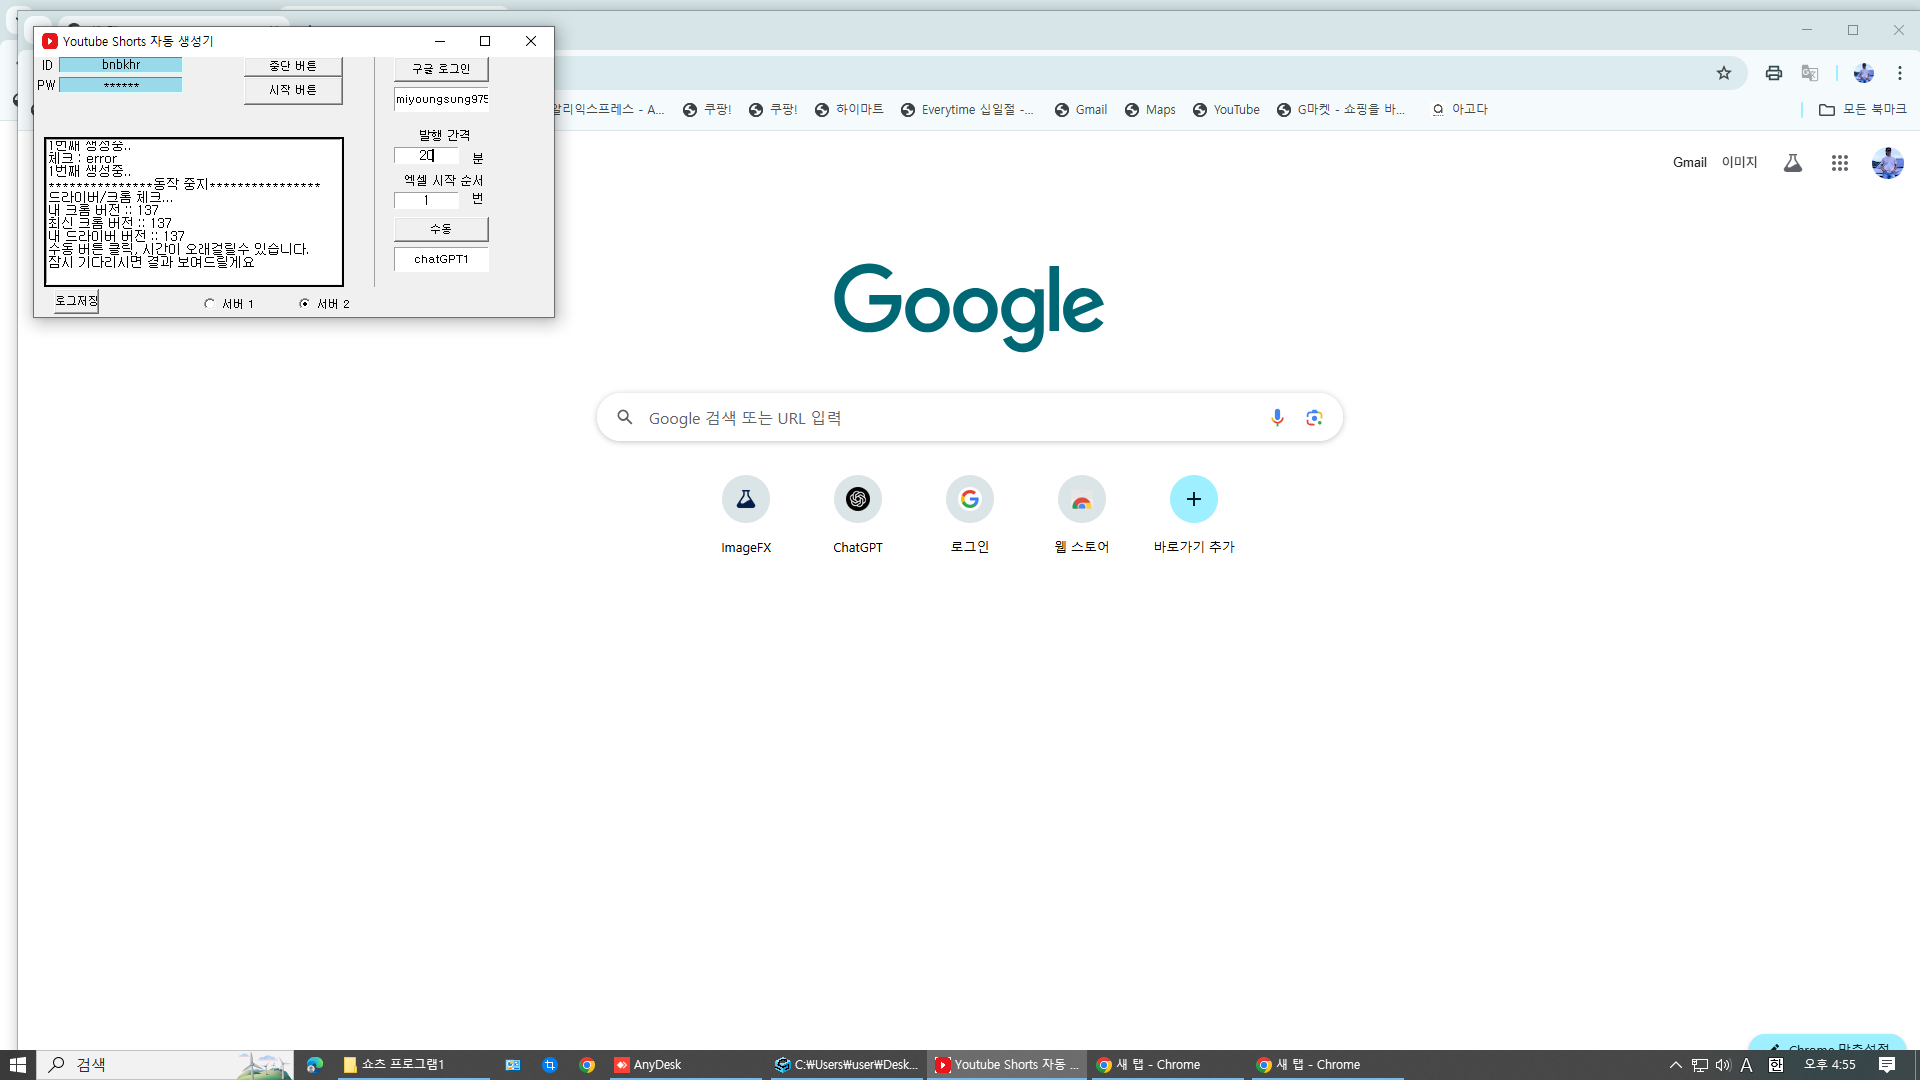 Youtube Shorts 자동 생성기
ID bnbkhr 중단 버튼 구글 로그인
PW ****** 시작 버튼
miyoungsung975
발행 간격
20 분
엑셀 시작 순서
1 번
수동
chatGPT1
1번째 생성중..
체크 : error
1번째 생성중..
***************동작 중지****************
드라이버/크롬 체크...
내 크롬 버전 :: 137
최신 크롬 버전 :: 137
내 드라이버 버전 :: 137
수동 버튼 클릭, 시간이 오래걸릴수 있습니다.
잠시 기다리시면 결과 보여드릴게요
로그저장 서버 1 서버 2
알리익스프레스 - A... 쿠팡! 쿠팡! 하이마트 Everytime 십일절 -... Gmail Maps YouTube G마켓 - 쇼핑을 바... 아고다 모든 북마크
Gmail 이미지
Google
Google 검색 또는 URL 입력
ImageFX ChatGPT 로그인 웹 스토어 바로가기 추가
Chrome 맞춤설정
검색 쇼츠 프로그램1 AnyDesk C:₩Users₩user₩Desk... Youtube Shorts 자동 ... 새 탭 - Chrome 새 탭 - Chrome A 한 오후 4:55